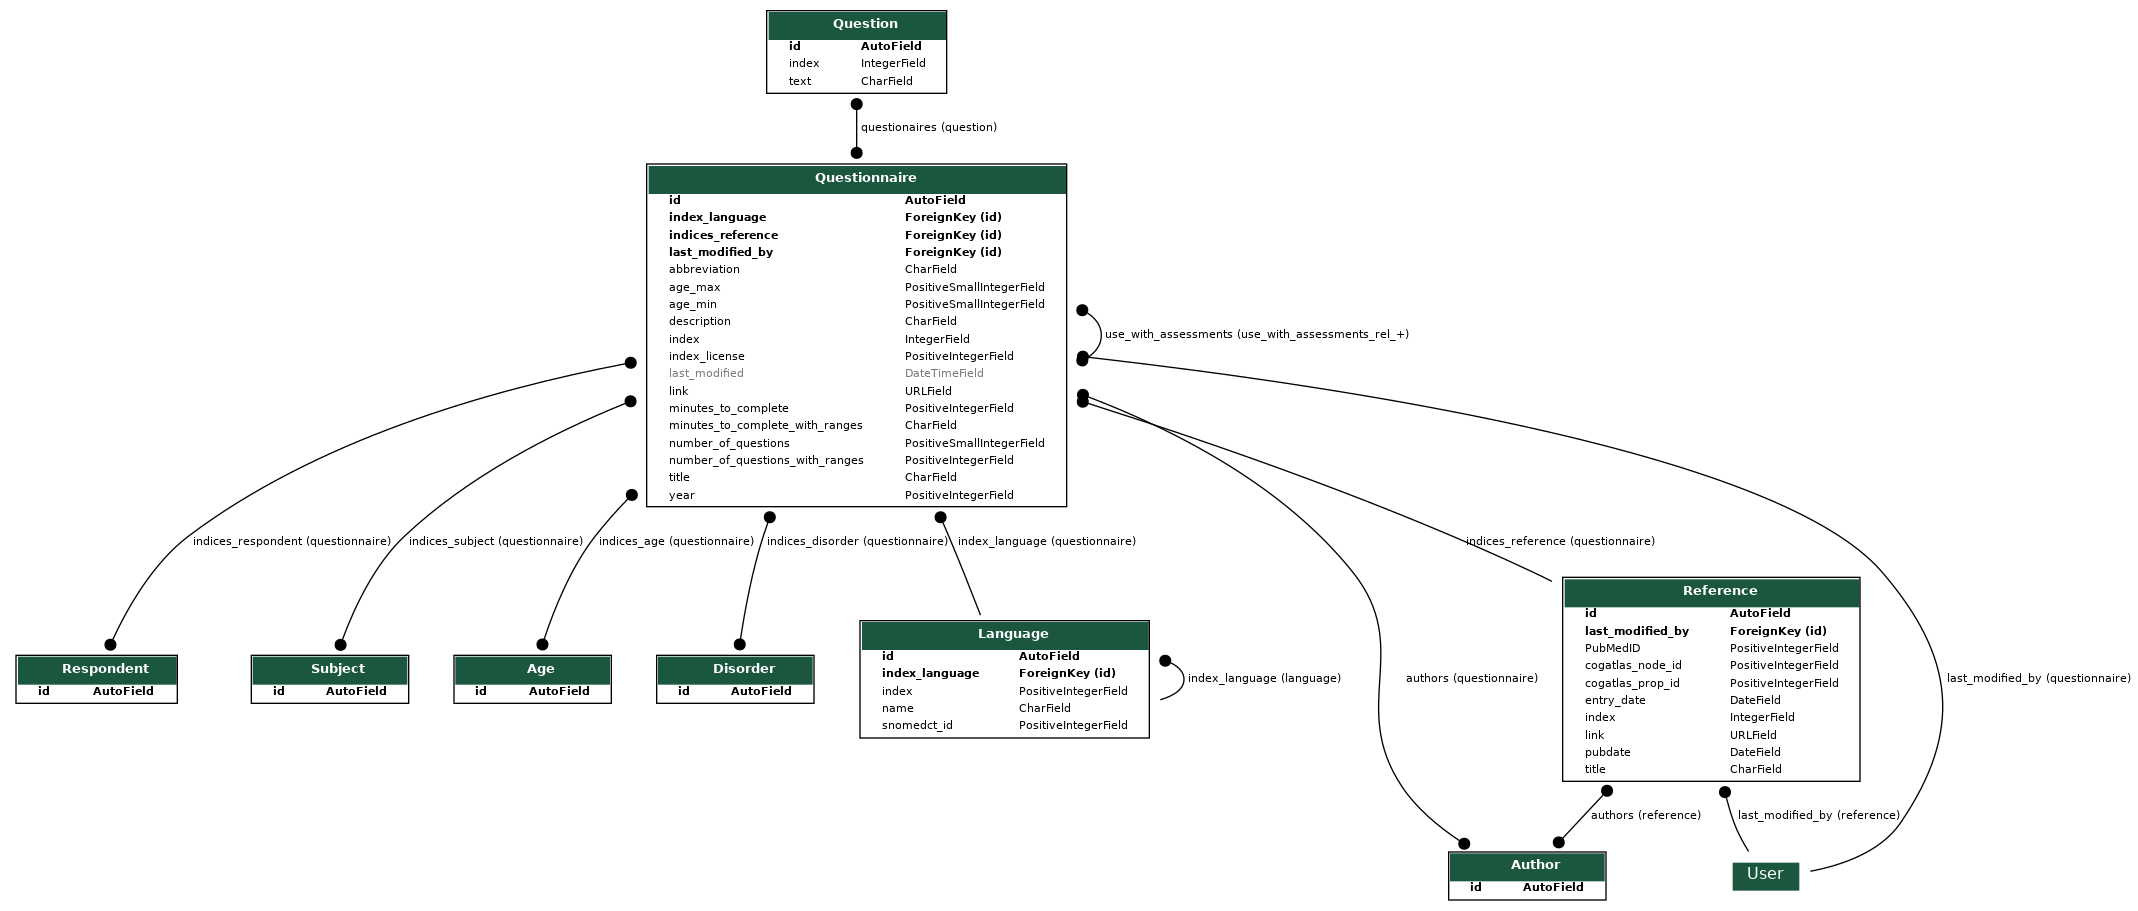 Question
id AutoField
index IntegerField
text CharField
questionaires (question)
Questionnaire
id AutoField
index_language ForeignKey (id)
indices_reference ForeignKey (id)
last_modified_by ForeignKey (id)
abbreviation CharField
age_max PositiveSmallIntegerField
age_min PositiveSmallIntegerField
description CharField
index IntegerField
index_license PositiveIntegerField
last_modified DateTimeField
link URLField
minutes_to_complete PositiveIntegerField
minutes_to_complete_with_ranges CharField
number_of_questions PositiveSmallIntegerField
number_of_questions_with_ranges PositiveIntegerField
title CharField
year PositiveIntegerField
use_with_assessments (use_with_assessments_rel_+)
indices_respondent (questionnaire)
indices_subject (questionnaire)
indices_age (questionnaire)
indices_disorder (questionnaire)
index_language (questionnaire)
indices_reference (questionnaire)
Respondent
id AutoField
Subject
id AutoField
Age
id AutoField
Disorder
id AutoField
Language
id AutoField
index_language ForeignKey (id)
index PositiveIntegerField
name CharField
snomedct_id PositiveIntegerField
index_language (language)
authors (questionnaire)
Reference
id AutoField
last_modified_by ForeignKey (id)
PubMedID PositiveIntegerField
cogatlas_node_id PositiveIntegerField
cogatlas_prop_id PositiveIntegerField
entry_date DateField
index IntegerField
link URLField
pubdate DateField
title CharField
last_modified_by (questionnaire)
authors (reference)
last_modified_by (reference)
Author
id AutoField
User